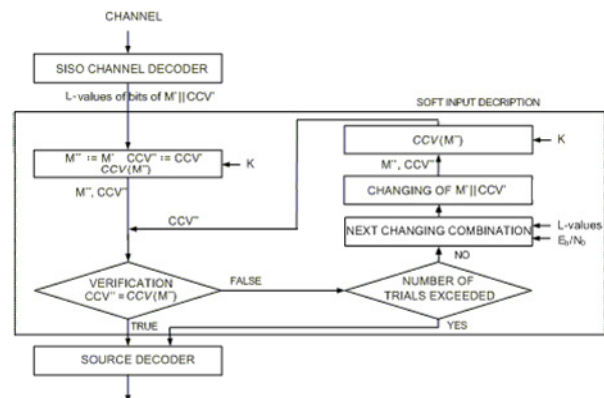 CHANNEL
SISO CHANNEL DECODER
L-values of bits of M'||CCV'
SOFT INPUT DECRIPTION
M'' := M' CCV'' := CCV'
CCV(M'')
K
M'', CCV''
CCV''
CCV(M'')
K
M'', CCV''
CHANGING OF M'||CCV'
NEXT CHANGING COMBINATION
L-values
Eb/N0
NO
VERIFICATION
CCV'' = CCV(M'')
FALSE
NUMBER OF
TRIALS EXCEEDED
TRUE
YES
SOURCE DECODER